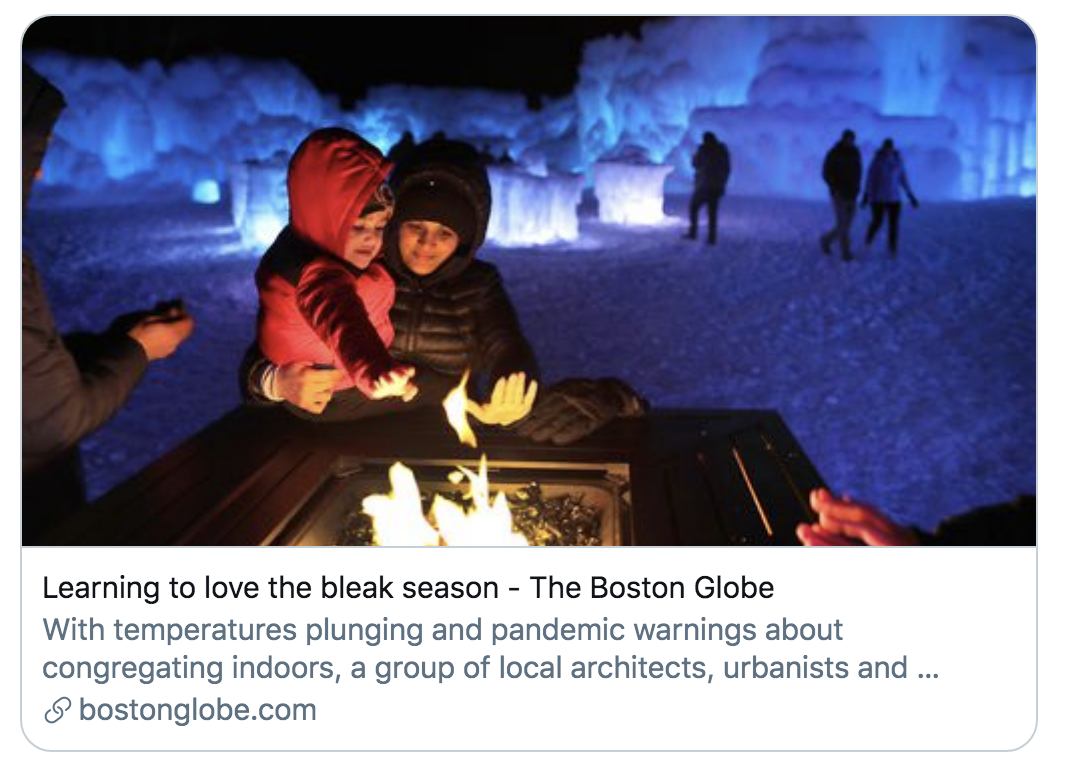 Learning to love the bleak season - The Boston Globe
With temperatures plunging and pandemic warnings about
congregating indoors, a group of local architects, urbanists and ...
bostonglobe.com